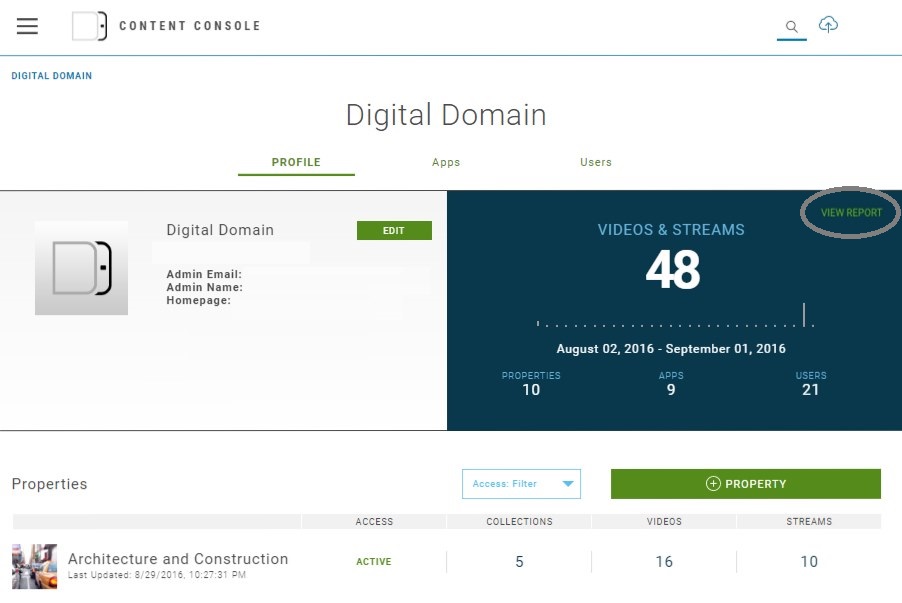 CONTENT CONSOLE
DIGITAL DOMAIN
Digital Domain
PROFILE Apps Users
VIEW REPORT
Digital Domain EDIT
Admin Email:
Admin Name:
Homepage:
VIDEOS & STREAMS
48
August 02, 2016 - September 01, 2016
PROPERTIES APPS USERS
10 9 21
Properties Access: Filter PROPERTY
ACCESS COLLECTIONS VIDEOS STREAMS
Architecture and Construction ACTIVE 5 16 10
Last Updated: 8/29/2016, 10:27:31 PM